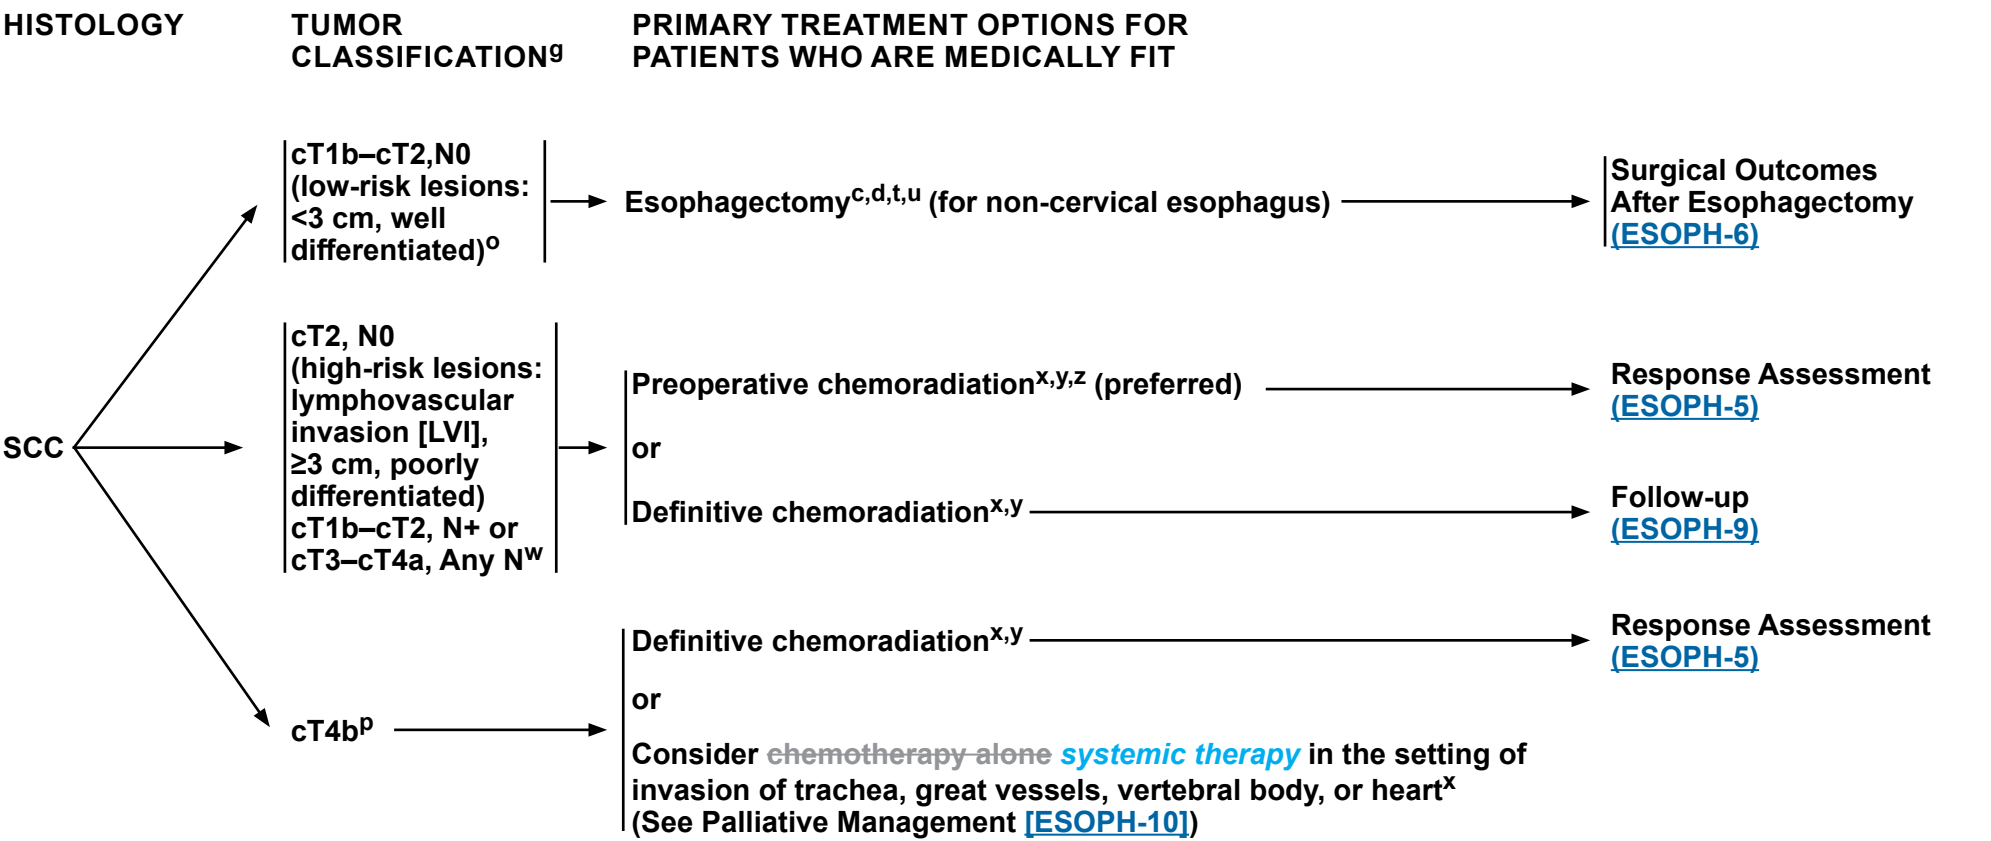 HISTOLOGY
TUMOR
CLASSIFICATIONg
PRIMARY TREATMENT OPTIONS FOR
PATIENTS WHO ARE MEDICALLY FIT
SCC
cT1b–cT2,N0
(low-risk lesions:
<3 cm, well
differentiated)o
Esophagectomyc,d,t,u (for non-cervical esophagus)
Surgical Outcomes
After Esophagectomy
(ESOPH-6)
cT2, N0
(high-risk lesions:
lymphovascular
invasion [LVI],
≥3 cm, poorly
differentiated)
cT1b–cT2, N+ or
cT3–cT4a, Any Nw
Preoperative chemoradiationx,y,z (preferred)
or
Definitive chemoradiationx,y
Response Assessment
(ESOPH-5)
Follow-up
(ESOPH-9)
cT4bp
Definitive chemoradiationx,y
or
Consider chemotherapy alone systemic therapy in the setting of
invasion of trachea, great vessels, vertebral body, or heartx
(See Palliative Management [ESOPH-10])
Response Assessment
(ESOPH-5)